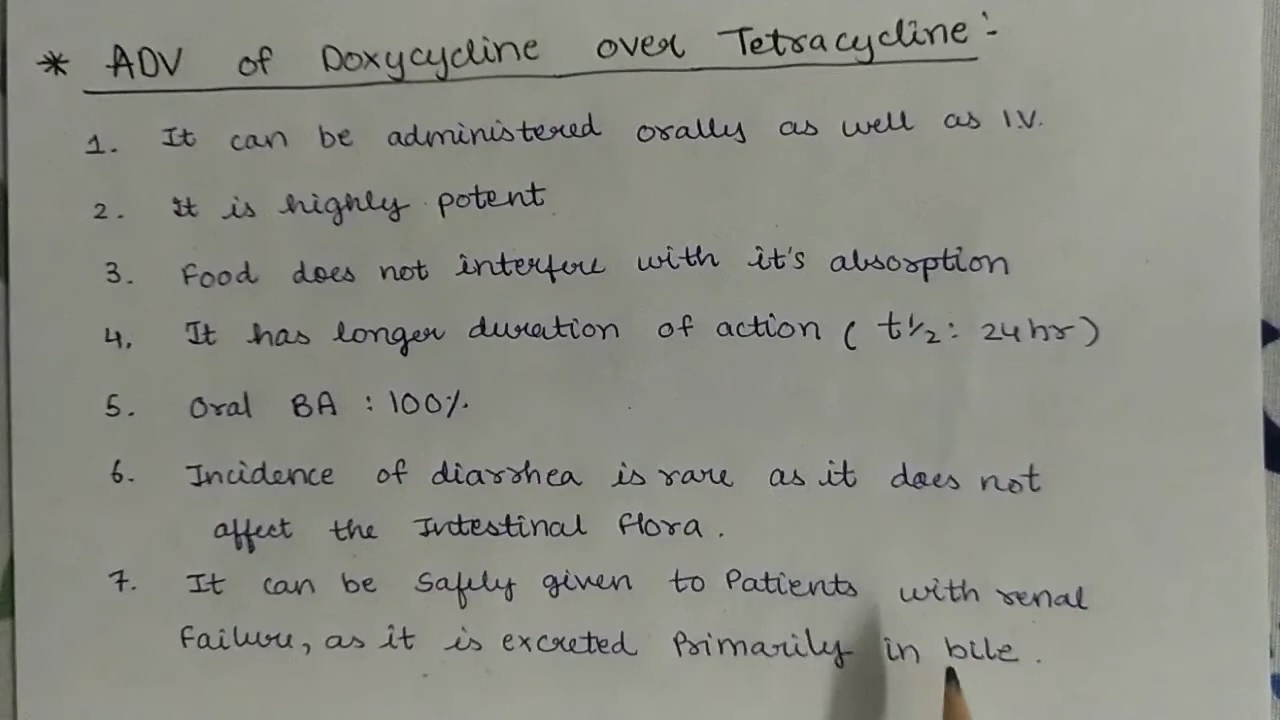 * ADV of Doxycycline over Tetracycline :-
1. It can be administered orally as well as I.V.
2. It is highly potent
3. Food does not interfere with it's absorption
4. It has longer duration of action ( t1/2 : 24 hr )
5. Oral BA : 100%
6. Incidence of diarrhea is rare as it does not
affect the Intestinal flora.
7. It can be safely given to Patients with renal
failure, as it is excreted Primarily in bile.